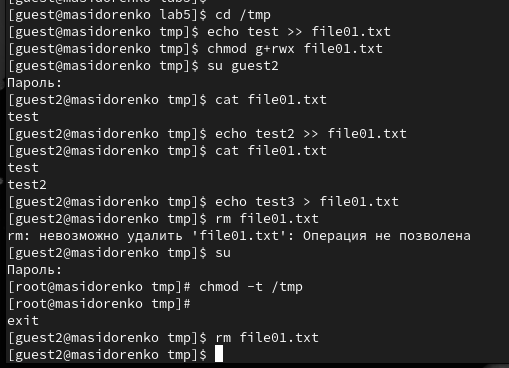 [guest@masidorenko lab5]$ cd /tmp
[guest@masidorenko tmp]$ echo test >> file01.txt
[guest@masidorenko tmp]$ chmod g+rwx file01.txt
[guest@masidorenko tmp]$ su guest2
Пароль:
[guest2@masidorenko tmp]$ cat file01.txt
test
[guest2@masidorenko tmp]$ echo test2 >> file01.txt
[guest2@masidorenko tmp]$ cat file01.txt
test
test2
[guest2@masidorenko tmp]$ echo test3 > file01.txt
[guest2@masidorenko tmp]$ rm file01.txt
rm: невозможно удалить 'file01.txt': Операция не позволена
[guest2@masidorenko tmp]$ su
Пароль:
[root@masidorenko tmp]# chmod -t /tmp
[root@masidorenko tmp]#
exit
[guest2@masidorenko tmp]$ rm file01.txt
[guest2@masidorenko tmp]$